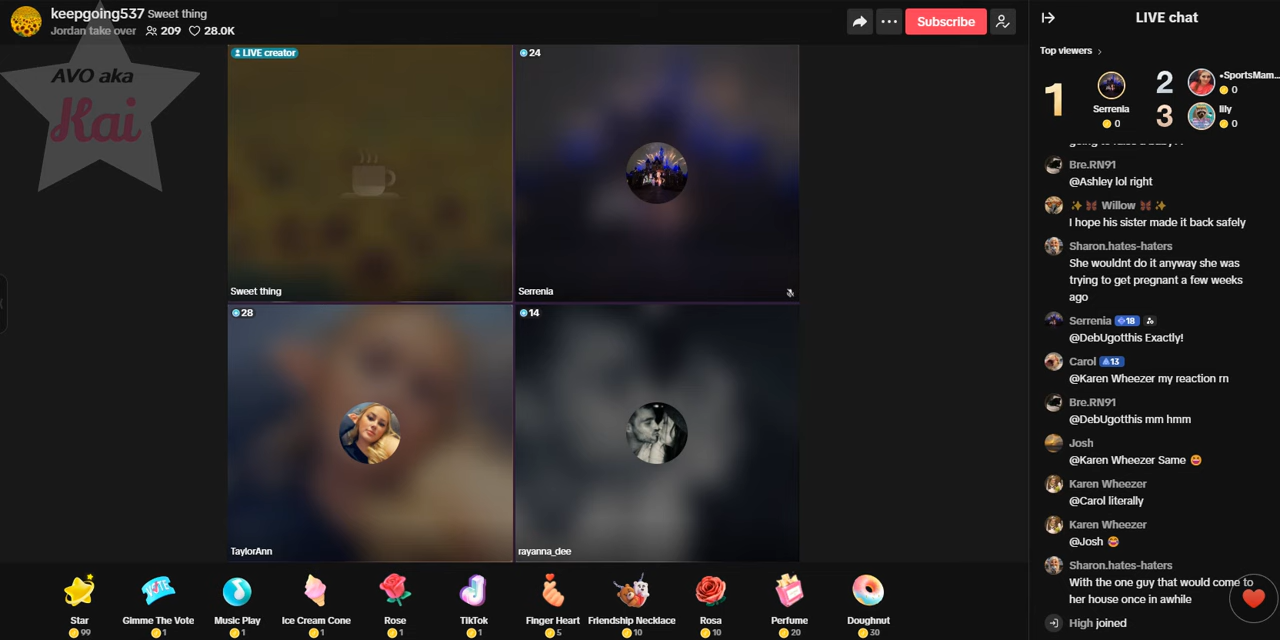 keepgoing537 Sweet thing
Jordan take over 209 28.0K
Subscribe
AVO aka
Kai
LIVE creator
Sweet thing
24
Serrenia
28
TaylorAnn
14
rayanna_dee
Star
99
Gimme The Vote
1
Music Play
1
Ice Cream Cone
1
Rose
1
TikTok
1
Finger Heart
5
Friendship Necklace
10
Rosa
10
Perfume
20
Doughnut
30
LIVE chat
Top viewers
1
Serrenia
0
2
•SportsMam...
0
3
lily
0
Bre.RN91
@Ashley lol right
Willow
I hope his sister made it back safely
Sharon.hates-haters
She wouldnt do it anyway she was
trying to get pregnant a few weeks
ago
Serrenia 18
@DebUgotthis Exactly!
Carol 13
@Karen Wheezer my reaction rn
Bre.RN91
@DebUgotthis mm hmm
Josh
@Karen Wheezer Same 🤩
Karen Wheezer
@Carol literally
Karen Wheezer
@Josh 🤩
Sharon.hates-haters
With the one guy that would come to
her house once in awhile
High joined